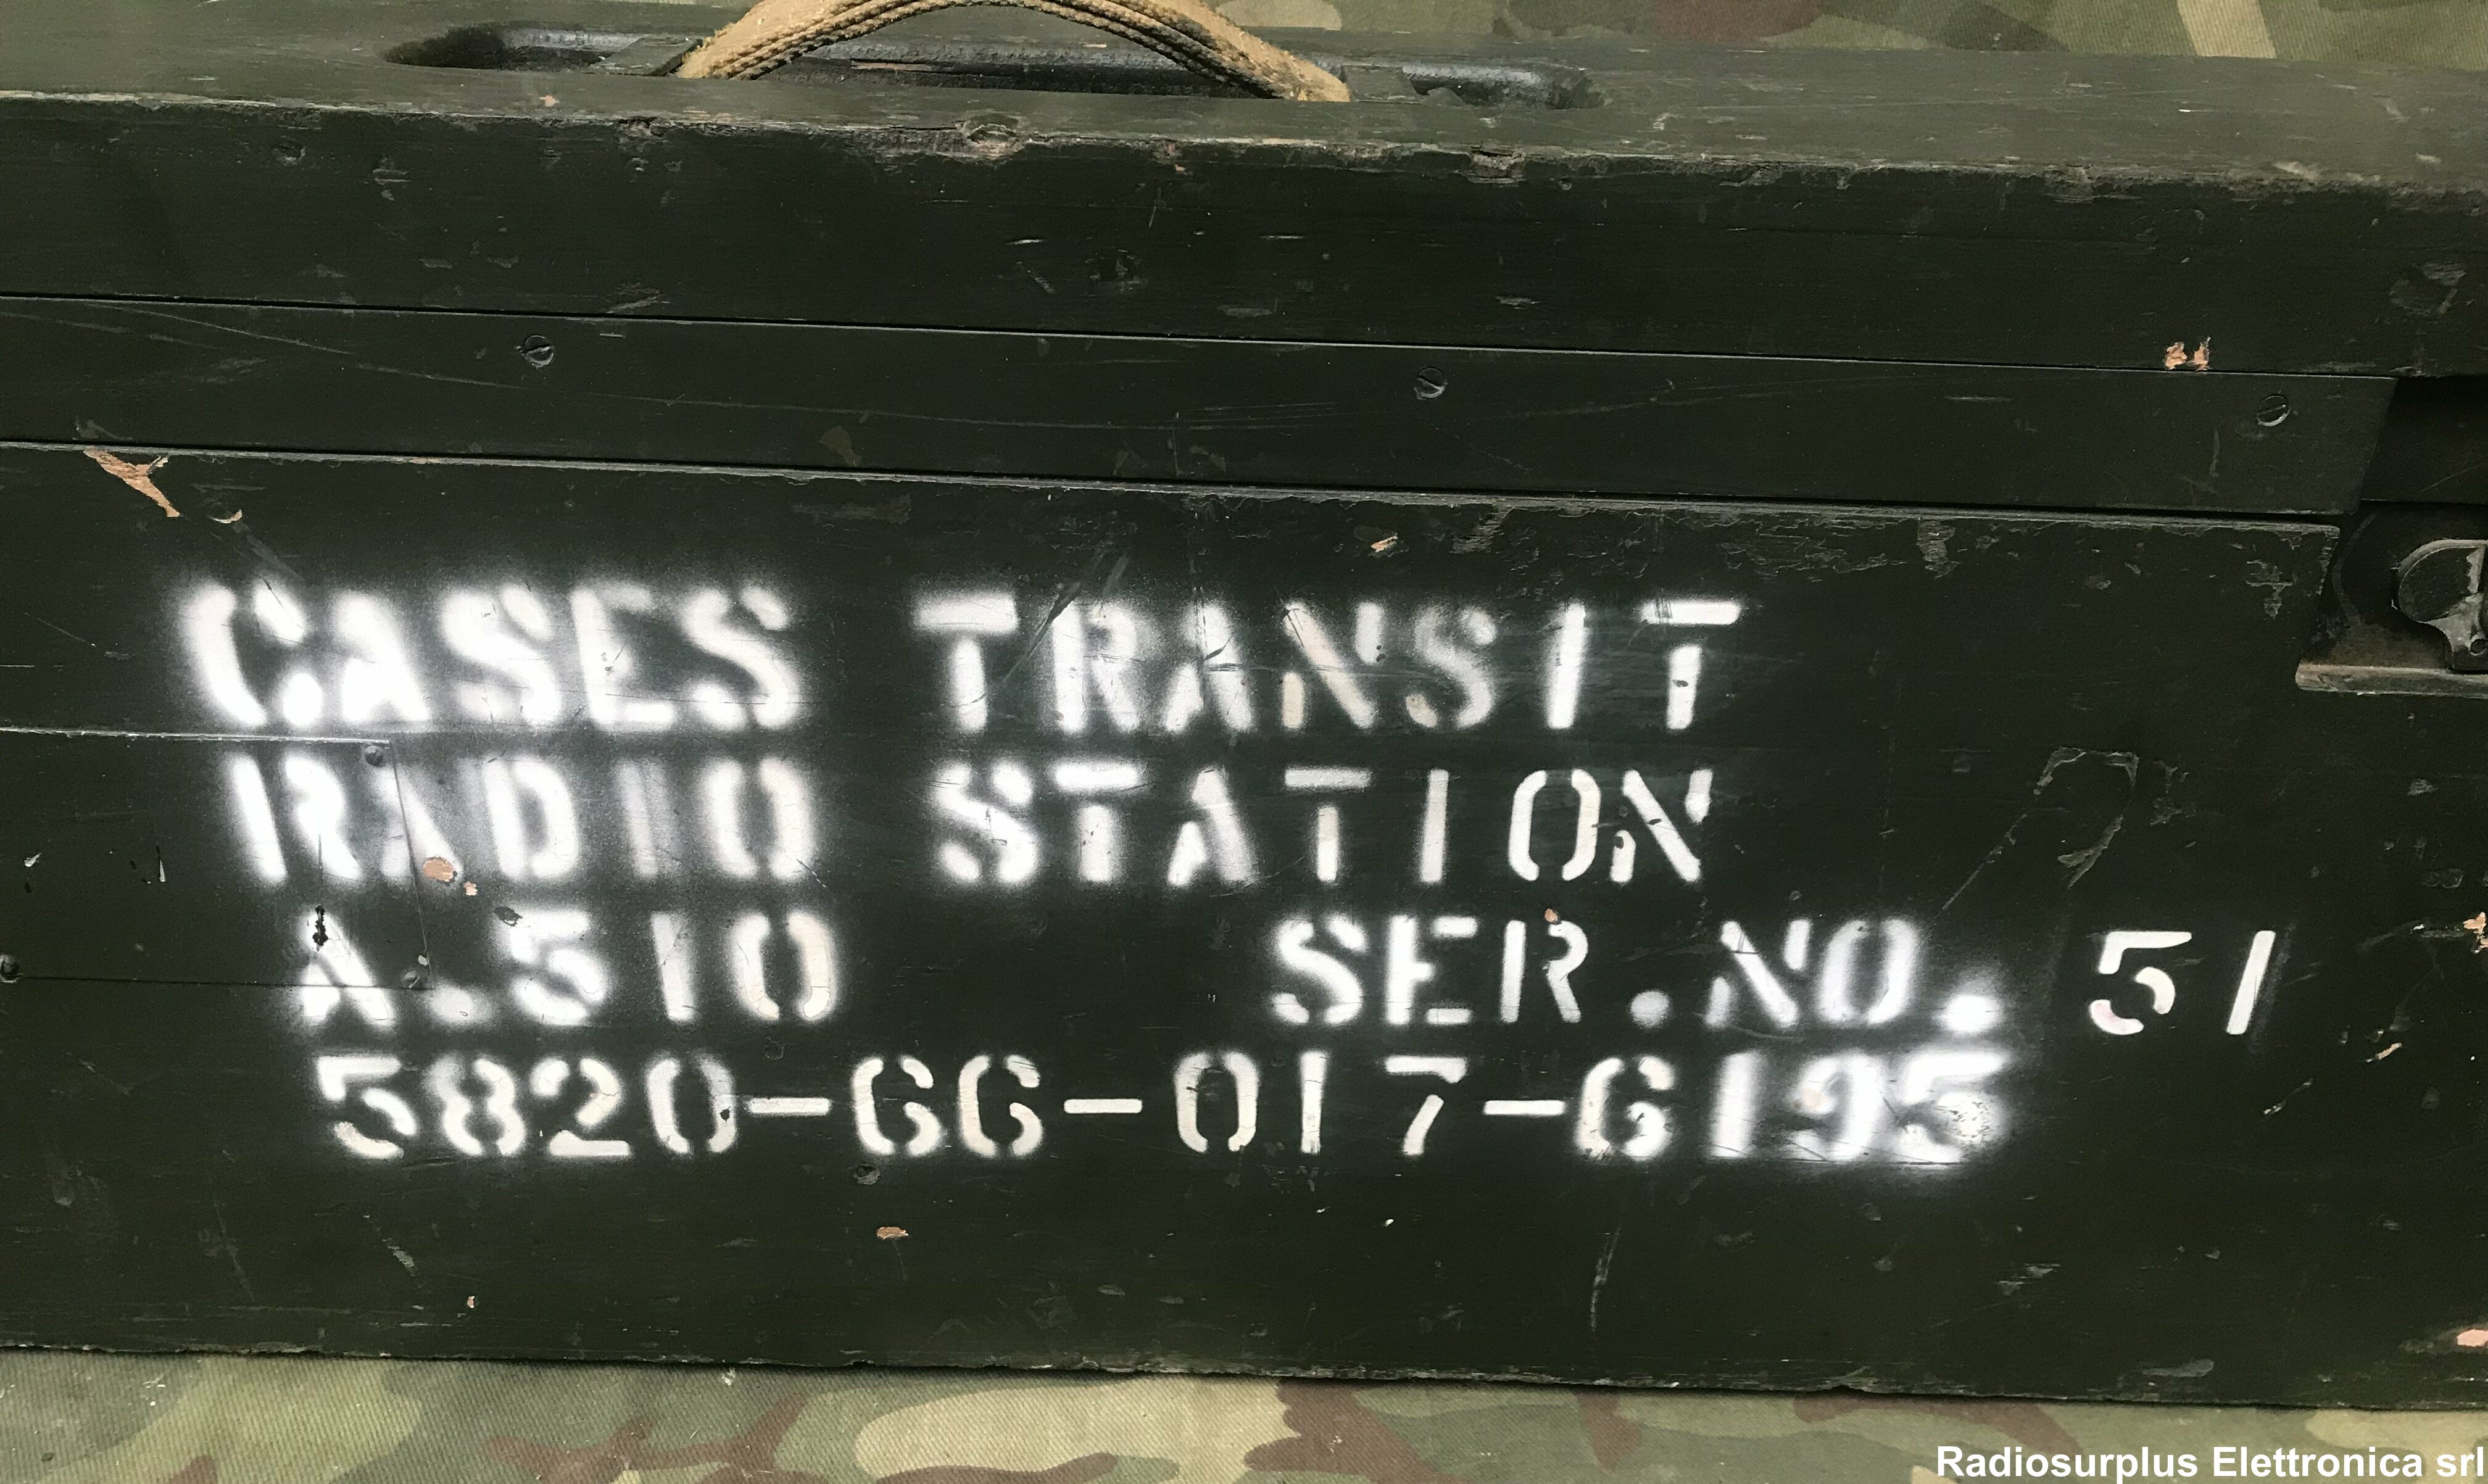 CASES TRANSIT
RADIO STATION
A.510 SER.NO. 51
5820-66-017-6195
Radiosurplus Elettronica srl